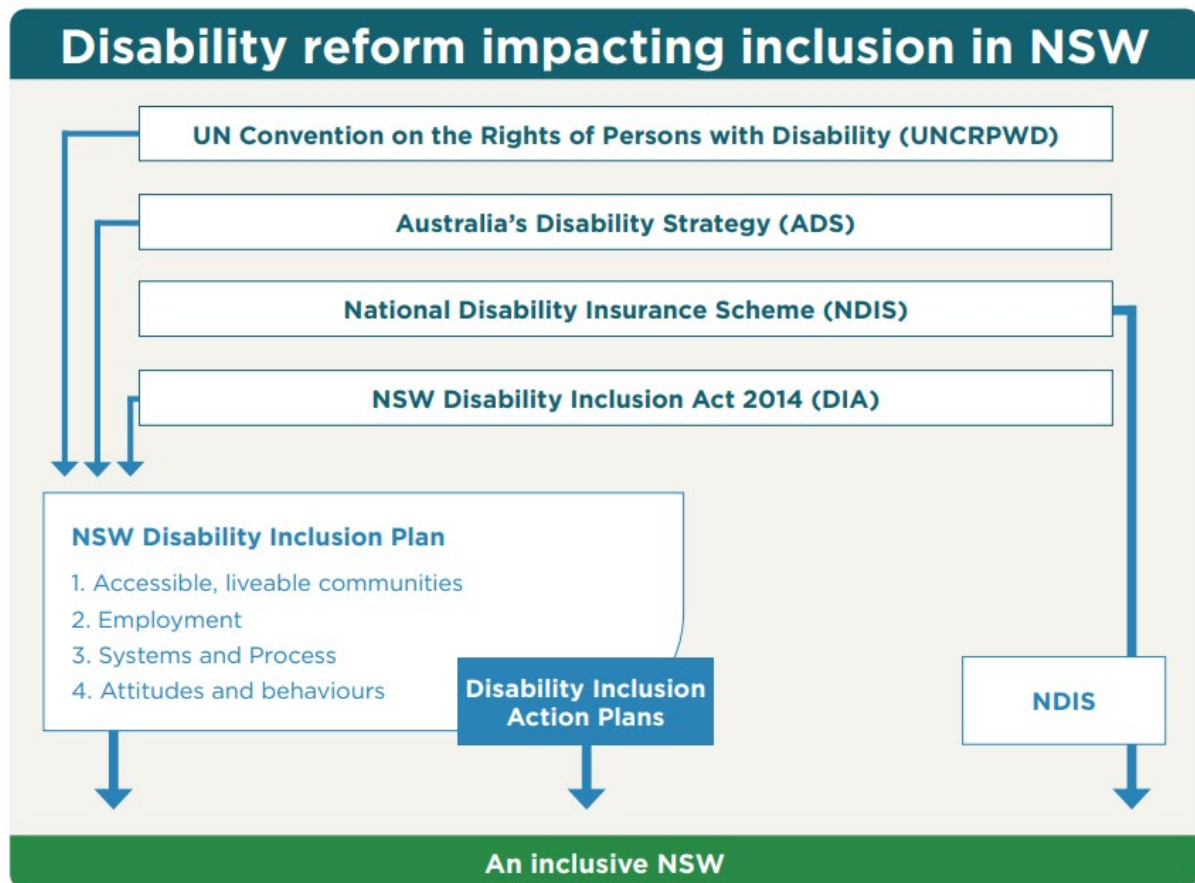 Disability reform impacting inclusion in NSW
UN Convention on the Rights of Persons with Disability (UNCRPWD)
Australia's Disability Strategy (ADS)
National Disability Insurance Scheme (NDIS)
NSW Disability Inclusion Act 2014 (DIA)
NSW Disability Inclusion Plan
1. Accessible, liveable communities
2. Employment
3. Systems and Process
4. Attitudes and behaviours
Disability Inclusion
Action Plans
NDIS
An inclusive NSW